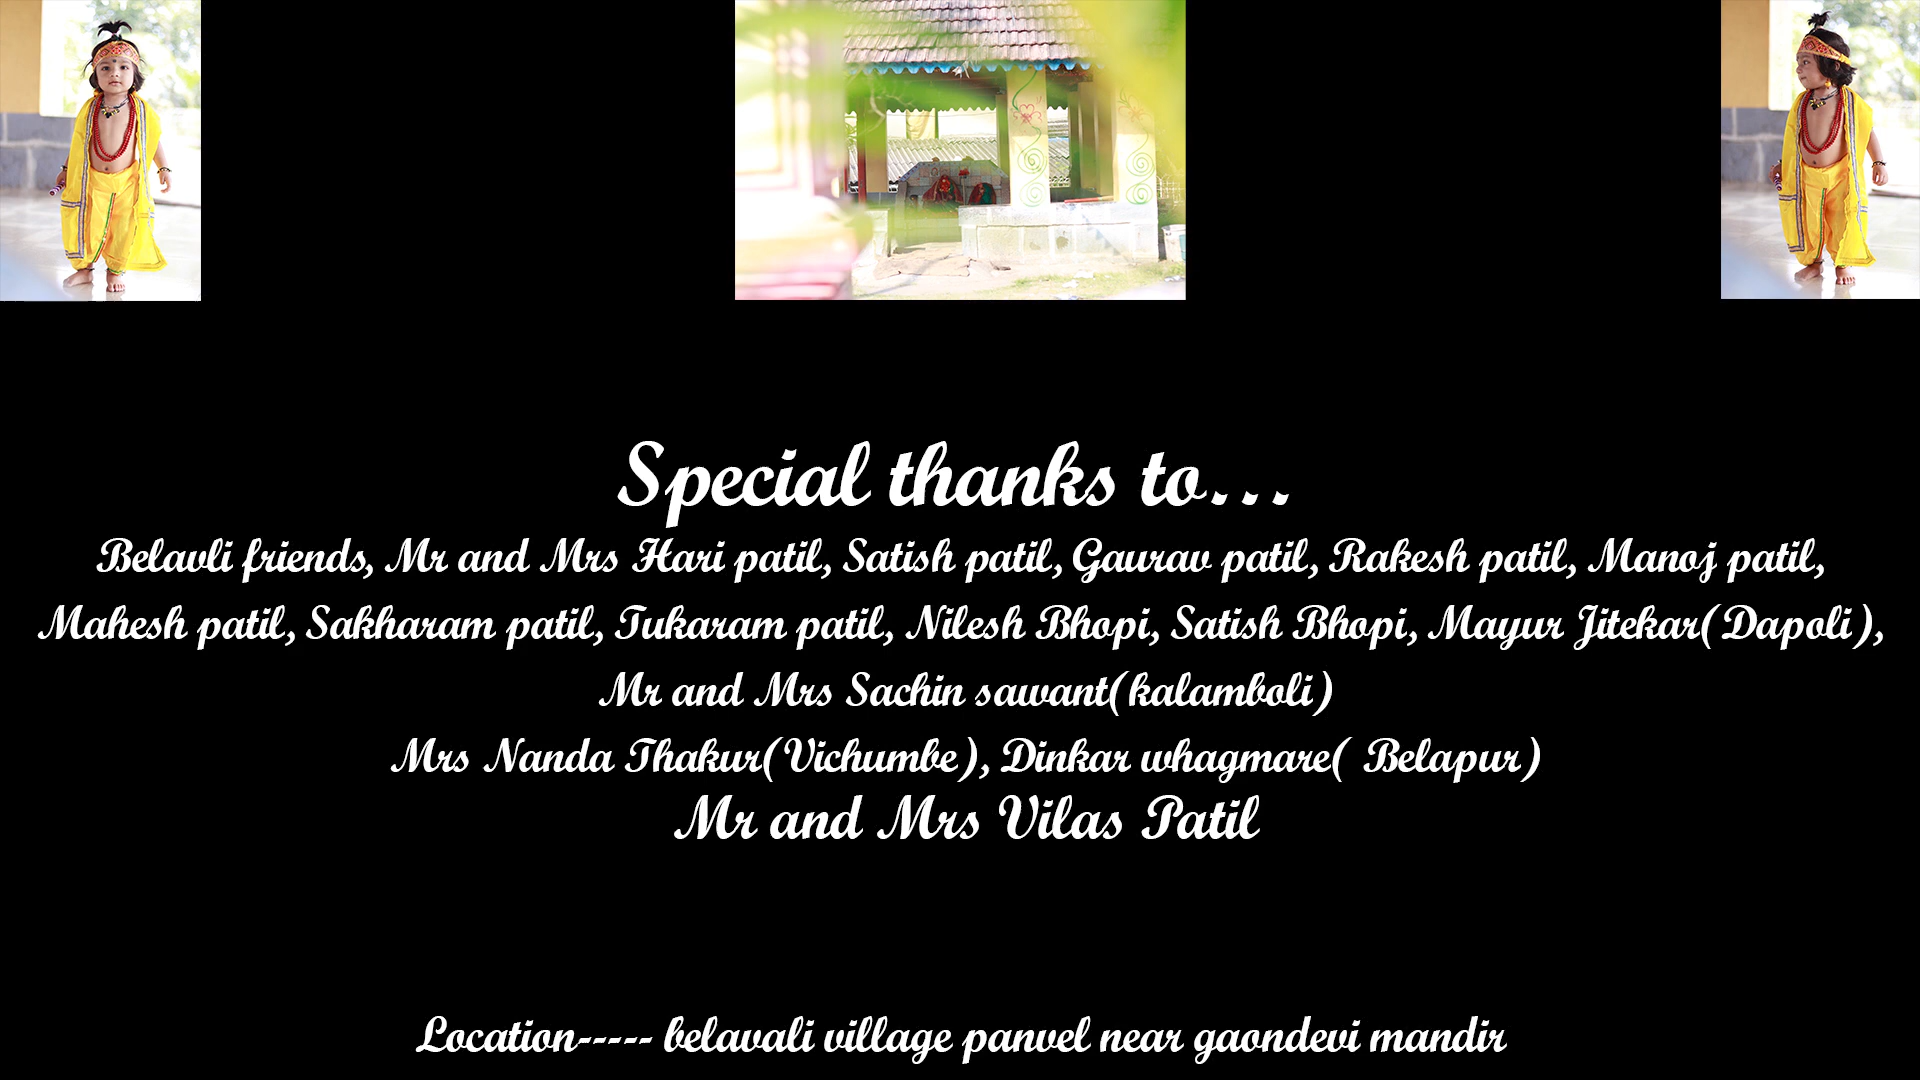 Special thanks to...
Belavli friends, Mr and Mrs Hari patil, Satish patil, Gaurav patil, Rakesh patil, Manoj patil,
Mahesh patil, Sakharam patil, Tukaram patil, Nilesh Bhopi, Satish Bhopi, Mayur Jitekar(Dapoli),
Mr and Mrs Sachin sawant(kalamboli)
Mrs Nanda Thakur(Vichumbe), Dinkar whagmare( Belapur)
Mr and Mrs Vilas Patil
Location----- belavali village panvel near gaondevi mandir